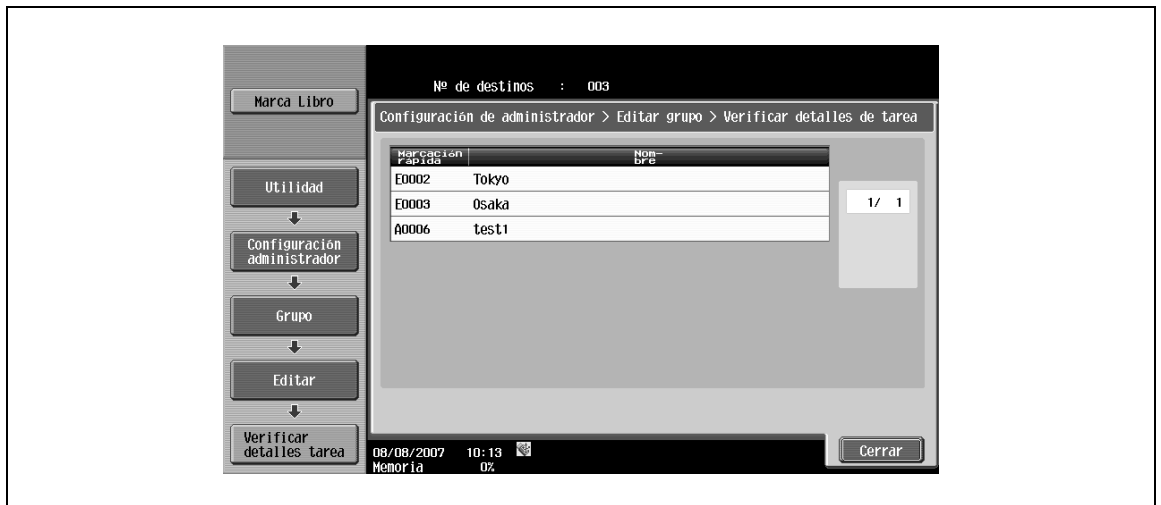 Nº de destinos : 003
Marca Libro
Configuración de administrador > Editar grupo > Verificar detalles de tarea
Marcación
rápida
Nom-
bre
E0002 Tokyo
E0003 Osaka
A0006 test1
1/ 1
Utilidad
Configuración
administrador
Grupo
Editar
Verificar
detalles tarea
08/08/2007 10:13
Memoria 0%
Cerrar